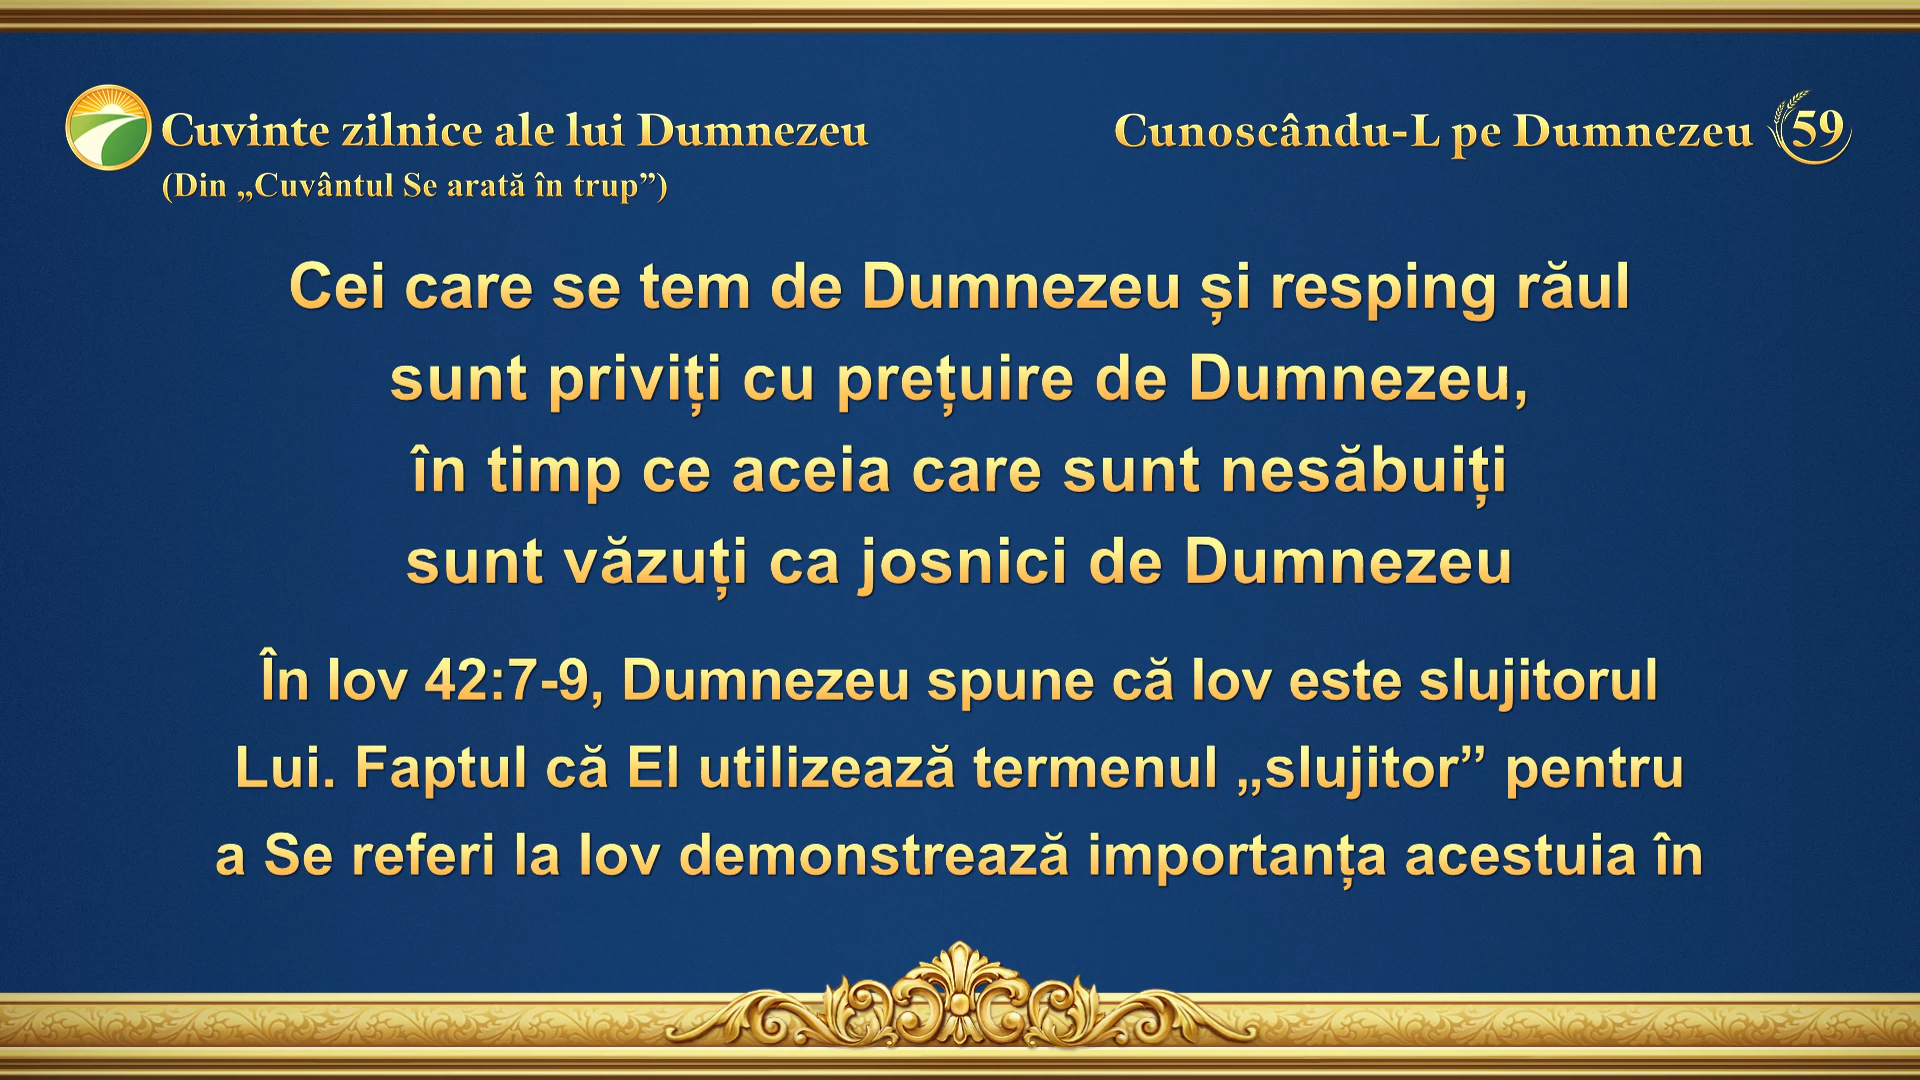 Cuvinte zilnice ale lui Dumnezeu
(Din „Cuvântul Se arată în trup”)
Cunoscându-L pe Dumnezeu 59
Cei care se tem de Dumnezeu și resping răul
sunt priviți cu prețuire de Dumnezeu,
în timp ce aceia care sunt nesăbuiți
sunt văzuți ca josnici de Dumnezeu
În Iov 42:7-9, Dumnezeu spune că Iov este slujitorul
Lui. Faptul că El utilizează termenul „slujitor” pentru
a Se referi la Iov demonstrează importanța acestuia în